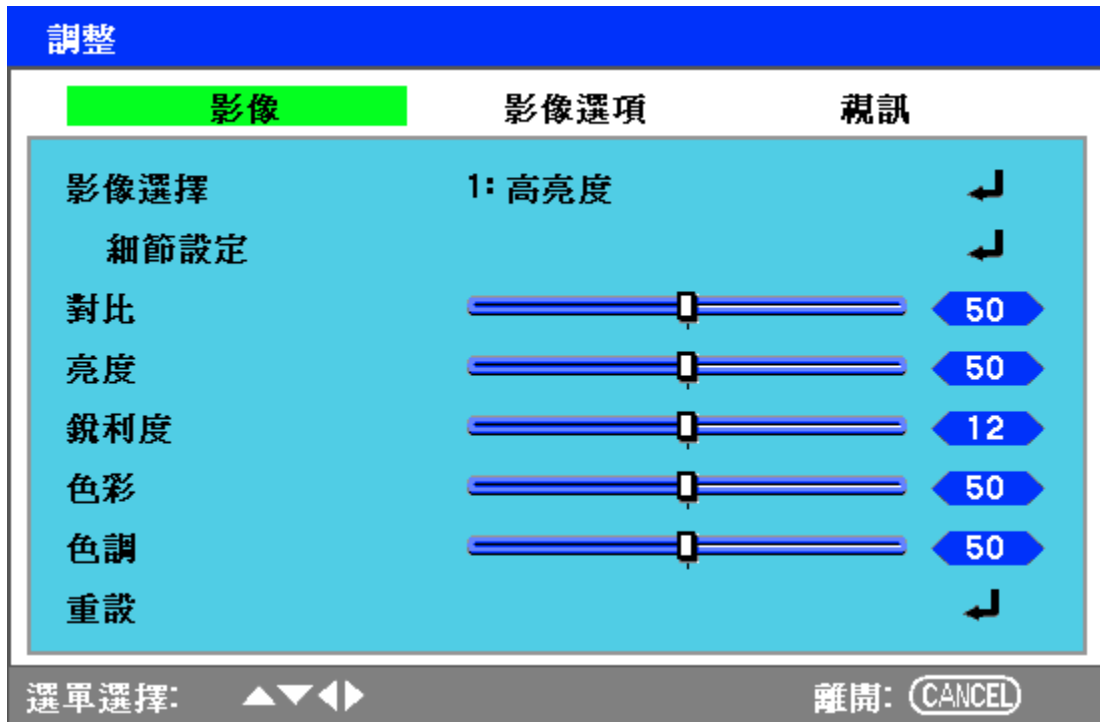 調整
影像 影像選項 視訊
影像選擇 1: 高亮度
細節設定
對比 50
亮度 50
銳利度 12
色彩 50
色調 50
重設
選單選擇: 離開: CANCEL